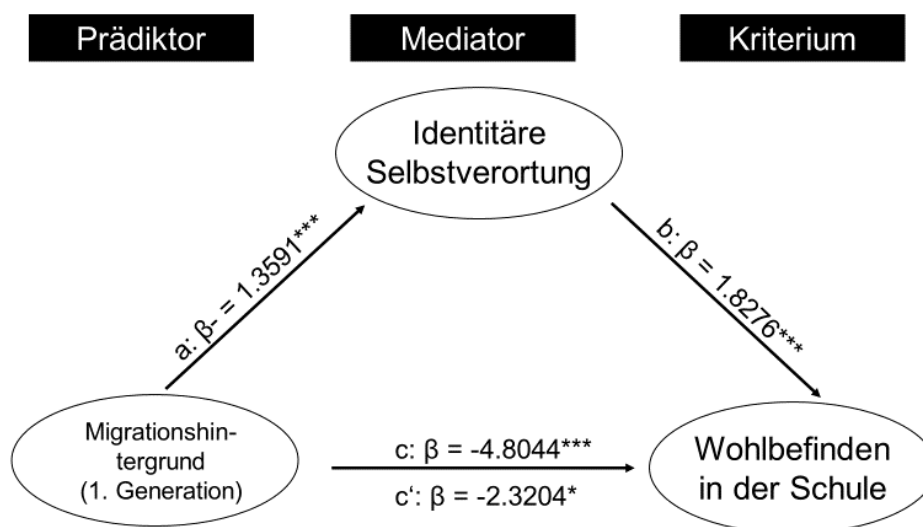 Prädiktor
Mediator
Kriterium
Identitäre
Selbstverortung
a: β- = 1.3591***
b: β = 1.8276***
Migrationshin-
tergrund
(1. Generation)
c: β = -4.8044***
c‘: β = -2.3204*
Wohlbefinden
in der Schule